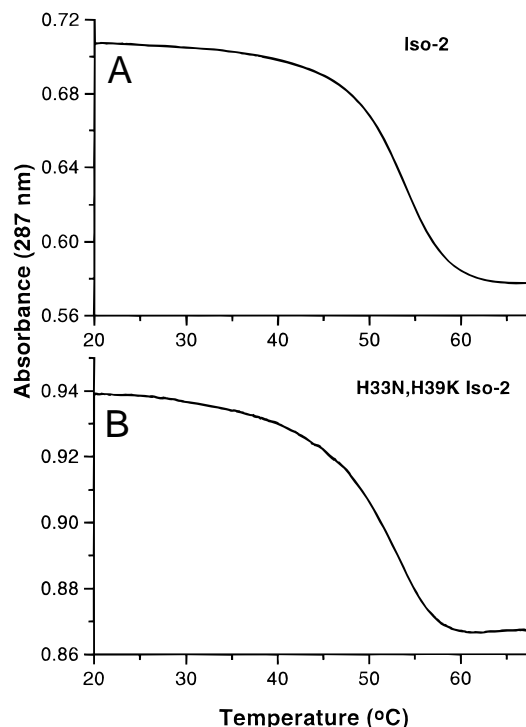 0.72
Iso-2
A
0.68
0.64
0.60
0.56
20 30 40 50 60
Absorbance (287 nm)
H33N,H39K Iso-2
0.94
B
0.92
0.90
0.88
0.86
20 30 40 50 60
Temperature (ºC)